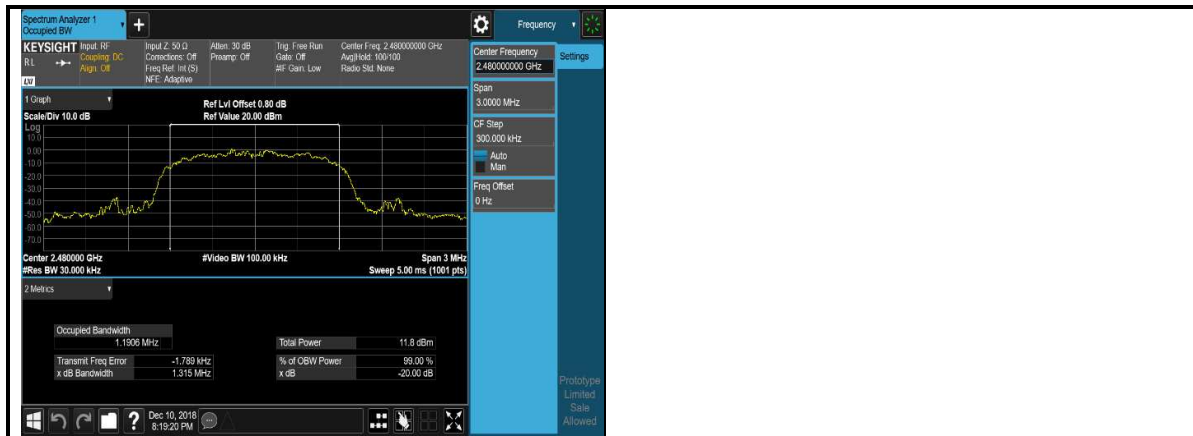 Spectrum Analyzer 1
Occupied BW
+
Frequency
KEYSIGHT
RL
LXI
Input: RF
Coupling: DC
Align: Off
Input Z: 50 Ω
Corrections: Off
Freq Ref: Int (S)
NFE: Adaptive
Atten: 30 dB
Preamp: Off
Trig: Free Run
Gate: Off
#IF Gain: Low
Center Freq: 2.480000000 GHz
Avg|Hold: 100/100
Radio Std: None
Center Frequency
2.480000000 GHz
Settings
Span
3.0000 MHz
CF Step
300.000 kHz
Auto
Man
Freq Offset
0 Hz
1 Graph
Ref Lvl Offset 0.80 dB
Scale/Div 10.0 dB
Ref Value 20.00 dBm
Log
10.0
0.00
-10.0
-20.0
-30.0
-40.0
-50.0
-60.0
-70.0
Center 2.480000 GHz
#Video BW 100.00 kHz
Span 3 MHz
#Res BW 30.000 kHz
Sweep 5.00 ms (1001 pts)
2 Metrics
Occupied Bandwidth
1.1906 MHz
Total Power 11.8 dBm
Transmit Freq Error -1.789 kHz
% of OBW Power 99.00 %
x dB Bandwidth 1.315 MHz
x dB -20.00 dB
Prototype
Limited
Sale
Allowed
?
Dec 10, 2018
8:19:20 PM